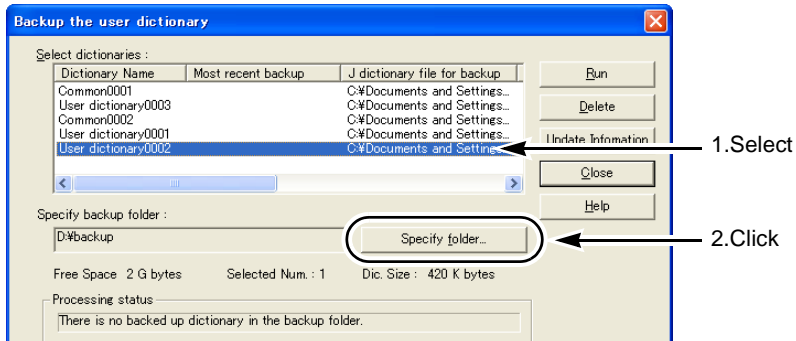 Backup the user dictionary
Select dictionaries :
Dictionary Name Most recent backup J dictionary file for backup
Common0001 C:¥Documents and Settings...
User dictionary0003 C:¥Documents and Settings...
Common0002 C:¥Documents and Settings...
User dictionary0001 C:¥Documents and Settings...
User dictionary0002 C:¥Documents and Settings...
Run
Delete
Update Infomation
Close
Help
1.Select
Specify backup folder :
D:¥backup
Specify folder...
2.Click
Free Space 2 G bytes Selected Num. : 1 Dic. Size : 420 K bytes
Processing status
There is no backed up dictionary in the backup folder.